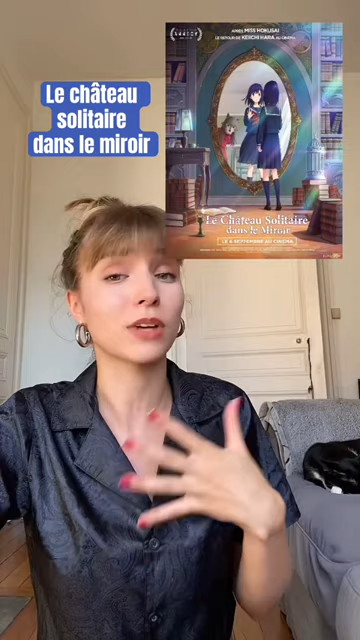 APRÈS MISS HOKUSAI
LE RETOUR DE KEIICHI HARA AU CINÉMA
Le château
solitaire
dans le miroir
Le Château Solitaire
dans le Miroir
LE 6 SEPTEMBRE AU CINÉMA